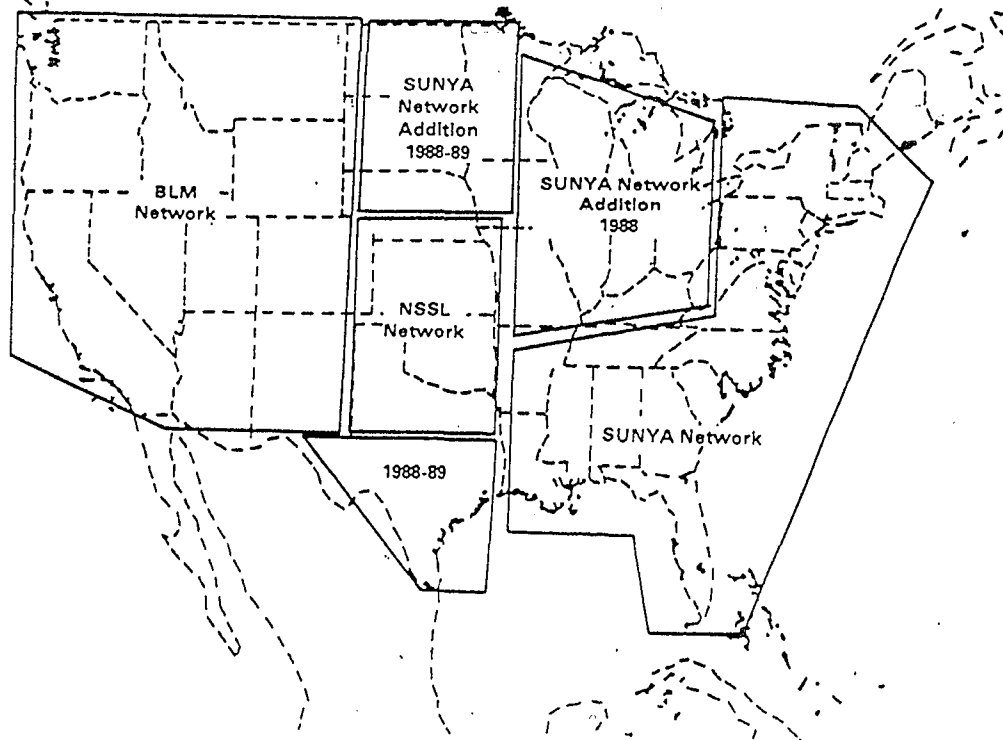 SUNYA
Network
Addition
1988-89
BLM
Network
SUNYA Network
Addition
1988
NSSL
Network
SUNYA Network
1988-89